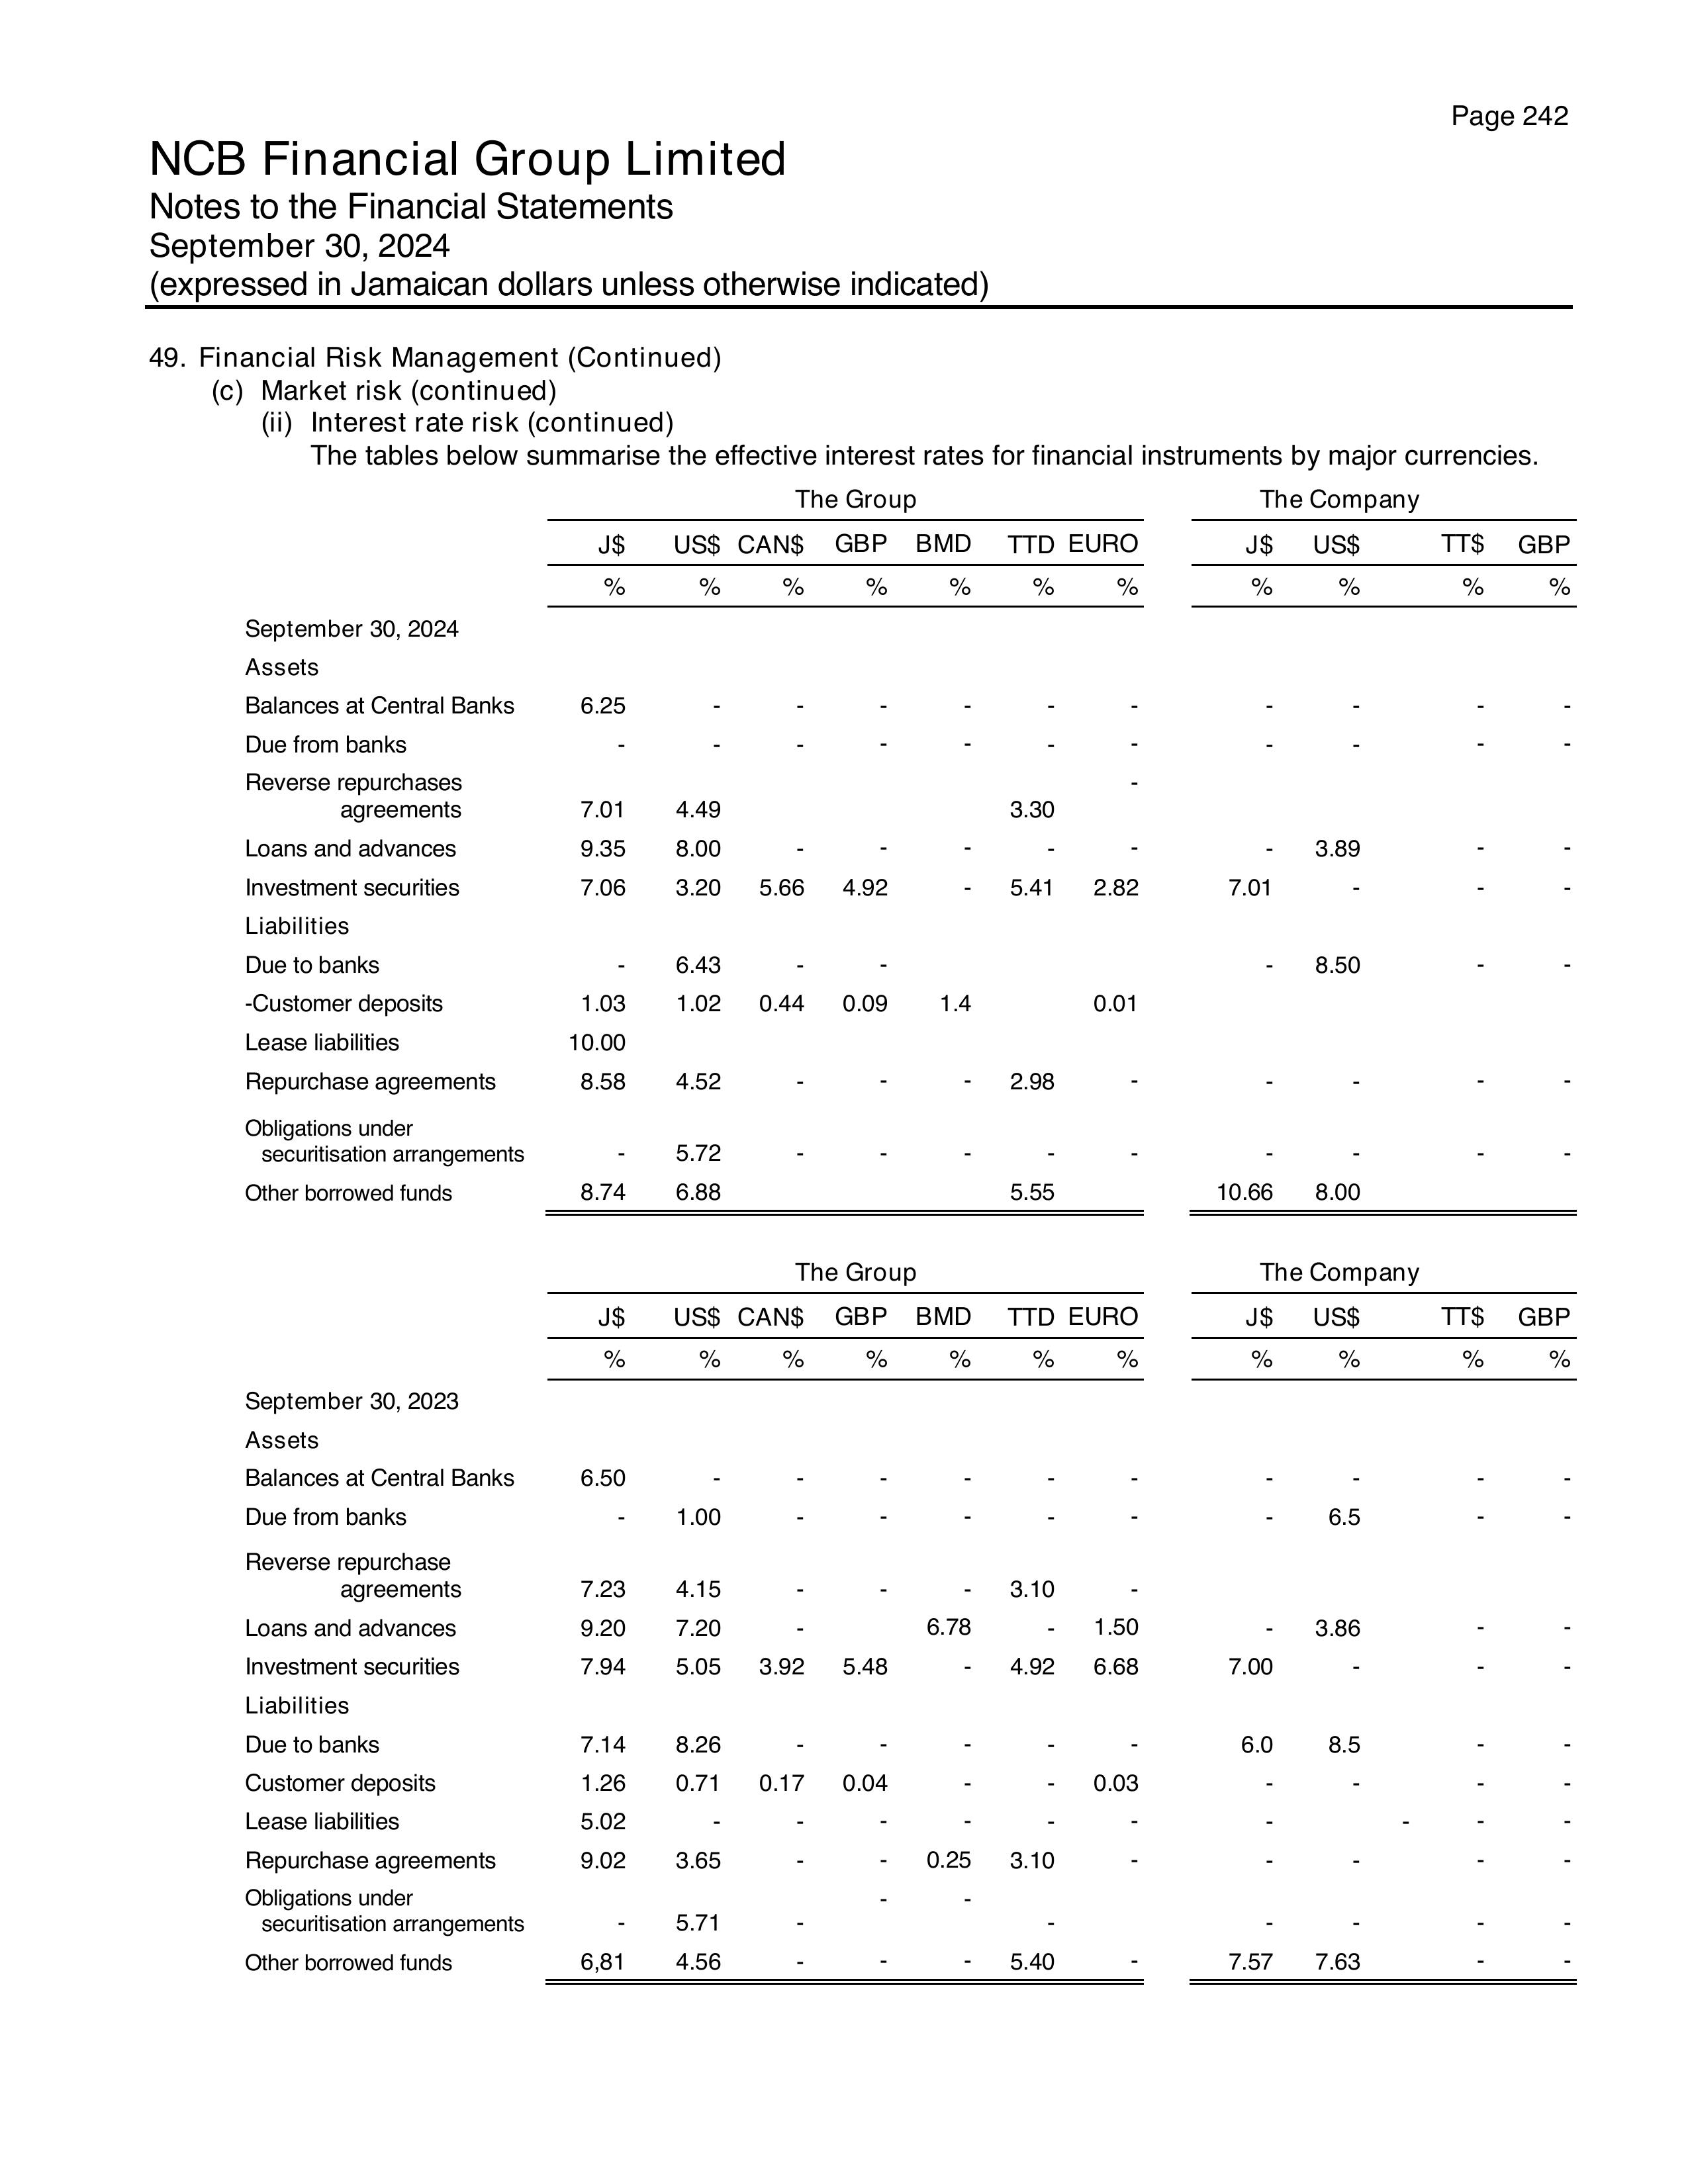 Page 242
NCB Financial Group Limited
Notes to the Financial Statements
September 30, 2024
(expressed in Jamaican dollars unless otherwise indicated)
49. Financial Risk Management (Continued)
(c) Market risk (continued)
(ii) Interest rate risk (continued)
The tables below summarise the effective interest rates for financial instruments by major currencies.
The Group The Company
J$ US$ CAN$ GBP BMD TTD EURO J$ US$ TT$ GBP
% % % % % % % % % % %
September 30, 2024
Assets
Balances at Central Banks 6.25 - - - - - - - - - -
Due from banks - - - - - - - - - - -
Reverse repurchases -
agreements 7.01 4.49 3.30
Loans and advances 9.35 8.00 - - - - - - 3.89 - -
Investment securities 7.06 3.20 5.66 4.92 - 5.41 2.82 7.01 - - -
Liabilities
Due to banks - 6.43 - - - 8.50 - -
-Customer deposits 1.03 1.02 0.44 0.09 1.4 0.01
Lease liabilities 10.00
Repurchase agreements 8.58 4.52 - - - 2.98 - - - - -
Obligations under
securitisation arrangements - 5.72 - - - - - - - - -
Other borrowed funds 8.74 6.88 5.55 10.66 8.00
The Group The Company
J$ US$ CAN$ GBP BMD TTD EURO J$ US$ TT$ GBP
% % % % % % % % % % %
September 30, 2023
Assets
Balances at Central Banks 6.50 - - - - - - - - - -
Due from banks - 1.00 - - - - - - 6.5 - -
Reverse repurchase
agreements 7.23 4.15 - - - 3.10 -
Loans and advances 9.20 7.20 - 6.78 - 1.50 - 3.86 - -
Investment securities 7.94 5.05 3.92 5.48 - 4.92 6.68 7.00 - - -
Liabilities
Due to banks 7.14 8.26 - - - - - 6.0 8.5 - -
Customer deposits 1.26 0.71 0.17 0.04 - - 0.03 - - - -
Lease liabilities 5.02 - - - - - - - - - -
Repurchase agreements 9.02 3.65 - - 0.25 3.10 - - - - -
Obligations under - -
securitisation arrangements - 5.71 - - - - - -
Other borrowed funds 6,81 4.56 - - - 5.40 - 7.57 7.63 - -